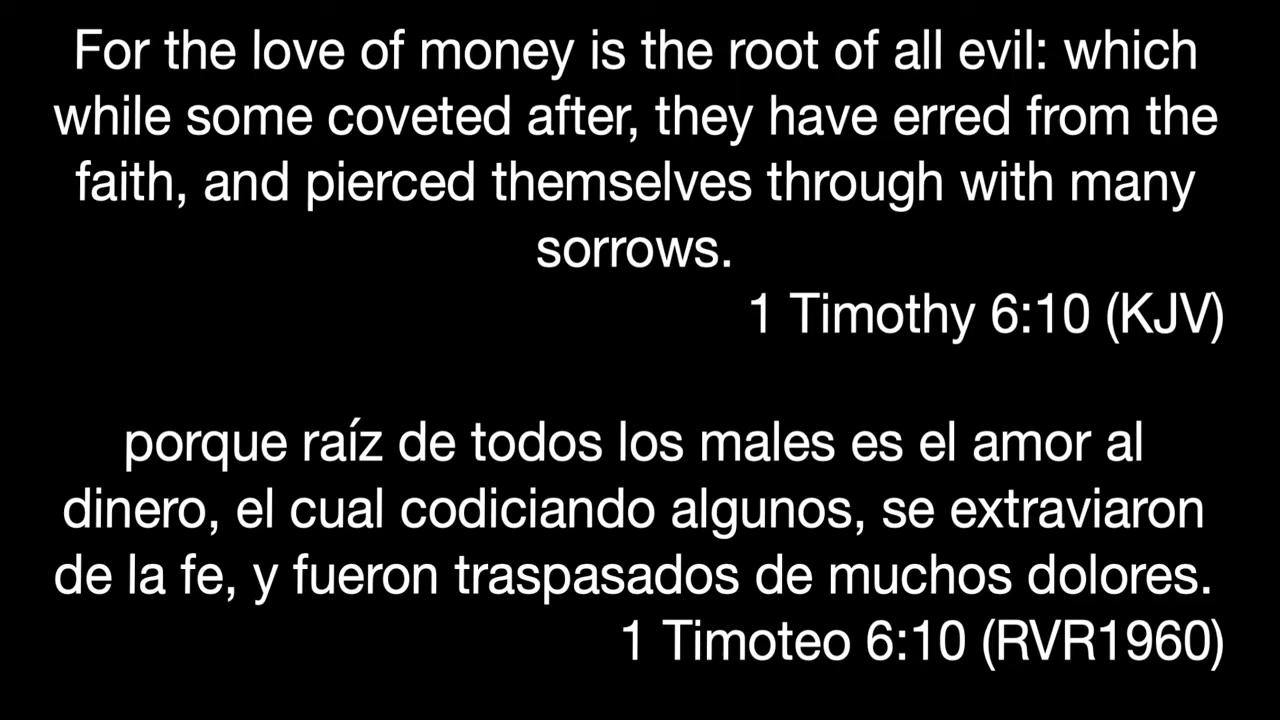 For the love of money is the root of all evil: which
while some coveted after, they have erred from the
faith, and pierced themselves through with many
sorrows.
1 Timothy 6:10 (KJV)
porque raíz de todos los males es el amor al
dinero, el cual codiciando algunos, se extraviaron
de la fe, y fueron traspasados de muchos dolores.
1 Timoteo 6:10 (RVR1960)